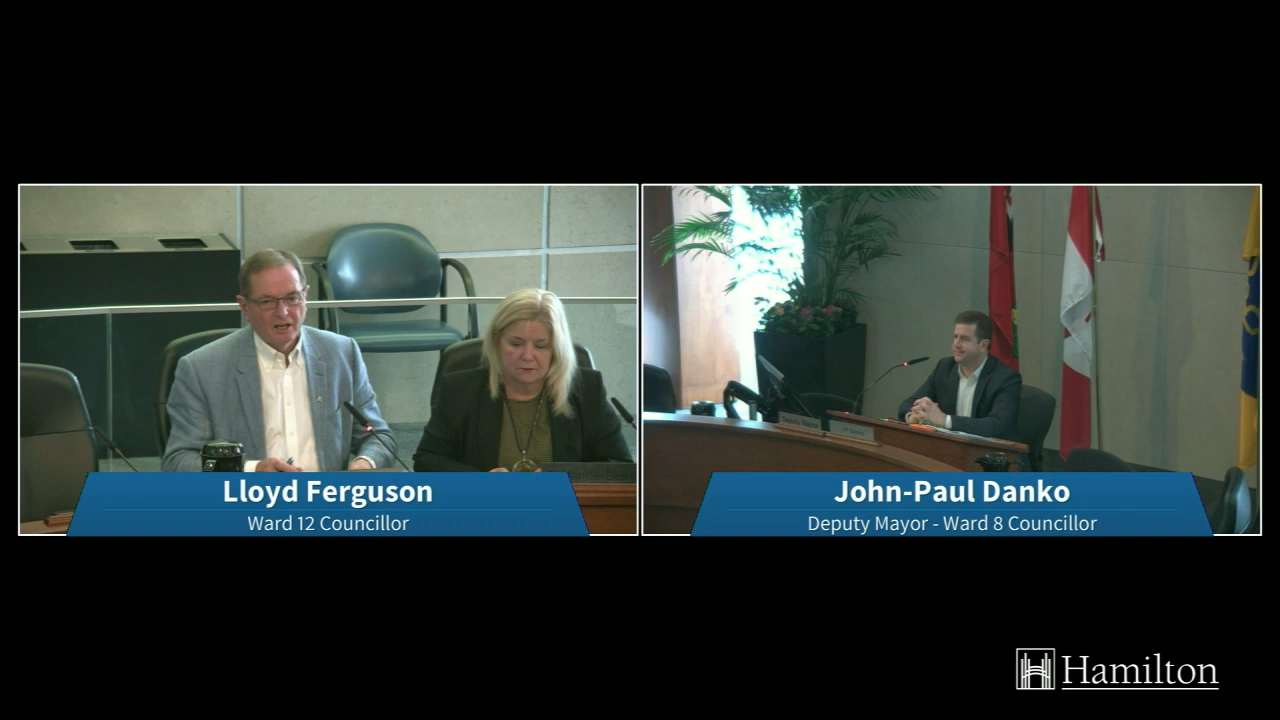 Lloyd Ferguson
Ward 12 Councillor
John-Paul Danko
Deputy Mayor - Ward 8 Councillor
Hamilton